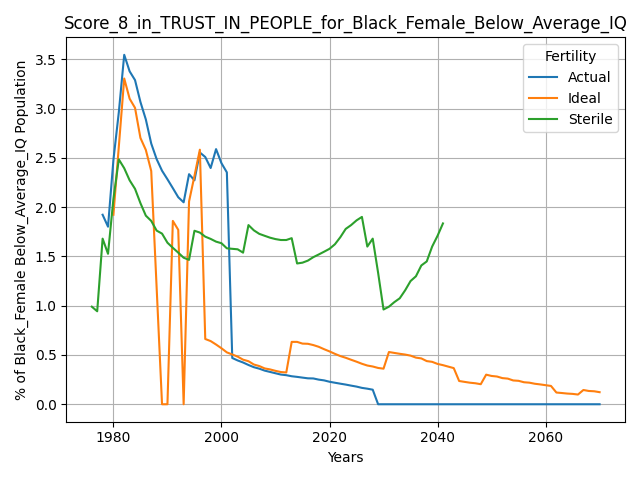 Score_8_in_TRUST_IN_PEOPLE_for_Black_Female_Below_Average_IQ
% of Black_Female Below_Average_IQ Population
3.5
3.0
2.5
2.0
1.5
1.0
0.5
0.0
Fertility
Actual
Ideal
Sterile
1980
2000
2020
2040
2060
Years